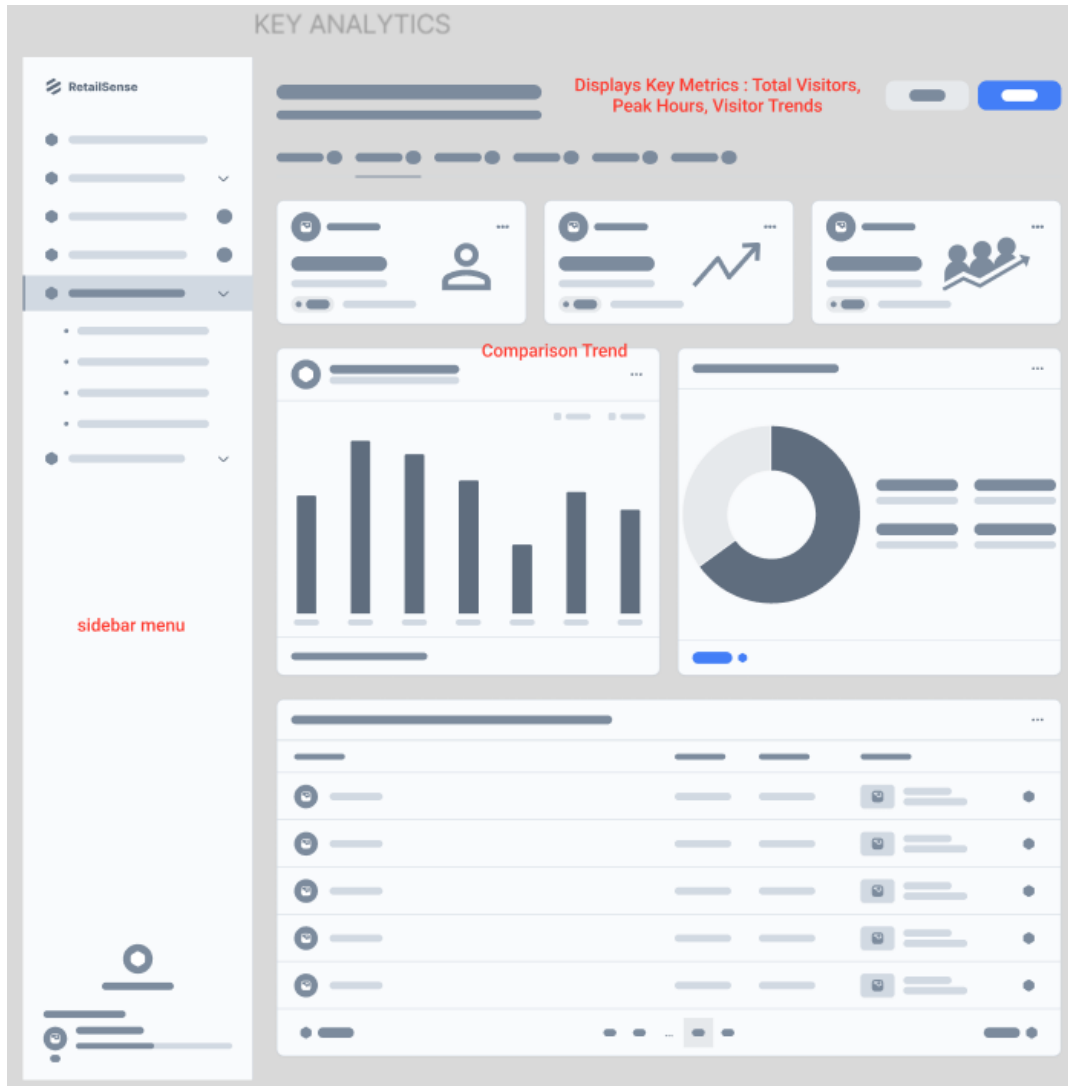 KEY ANALYTICS
RetailSense
Displays Key Metrics : Total Visitors,
Peak Hours, Visitor Trends
Comparison Trend
sidebar menu